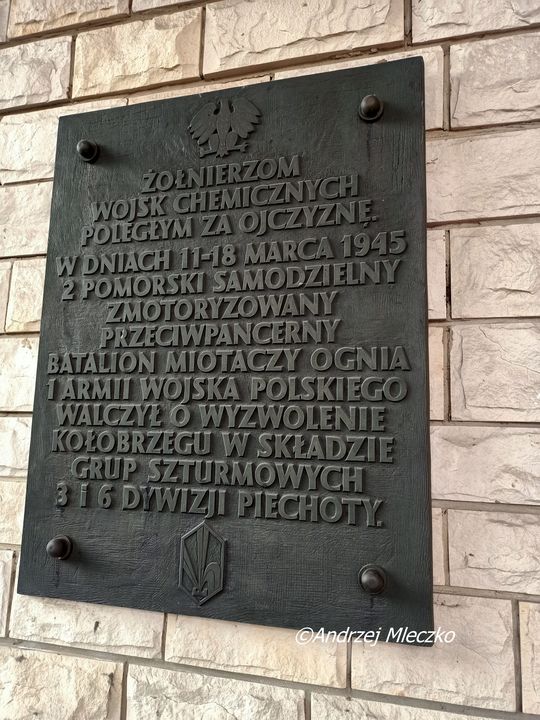 ŻOŁNIERZOM
WOJSK CHEMICZNYCH
POLEGŁYM ZA OJCZYZNĘ.
W DNIACH 11-18 MARCA 1945
2 POMORSKI SAMODZIELNY
ZMOTORYZOWANY
PRZECIWPANCERNY
BATALION MIOTACZY OGNIA
1 ARMII WOJSKA POLSKIEGO
WALCZYŁ O WYZWOLENIE
KOŁOBRZEGU W SKŁADZIE
GRUP SZTURMOWYCH
3 i 6 DYWIZJI PIECHOTY.
©Andrzej Mleczko